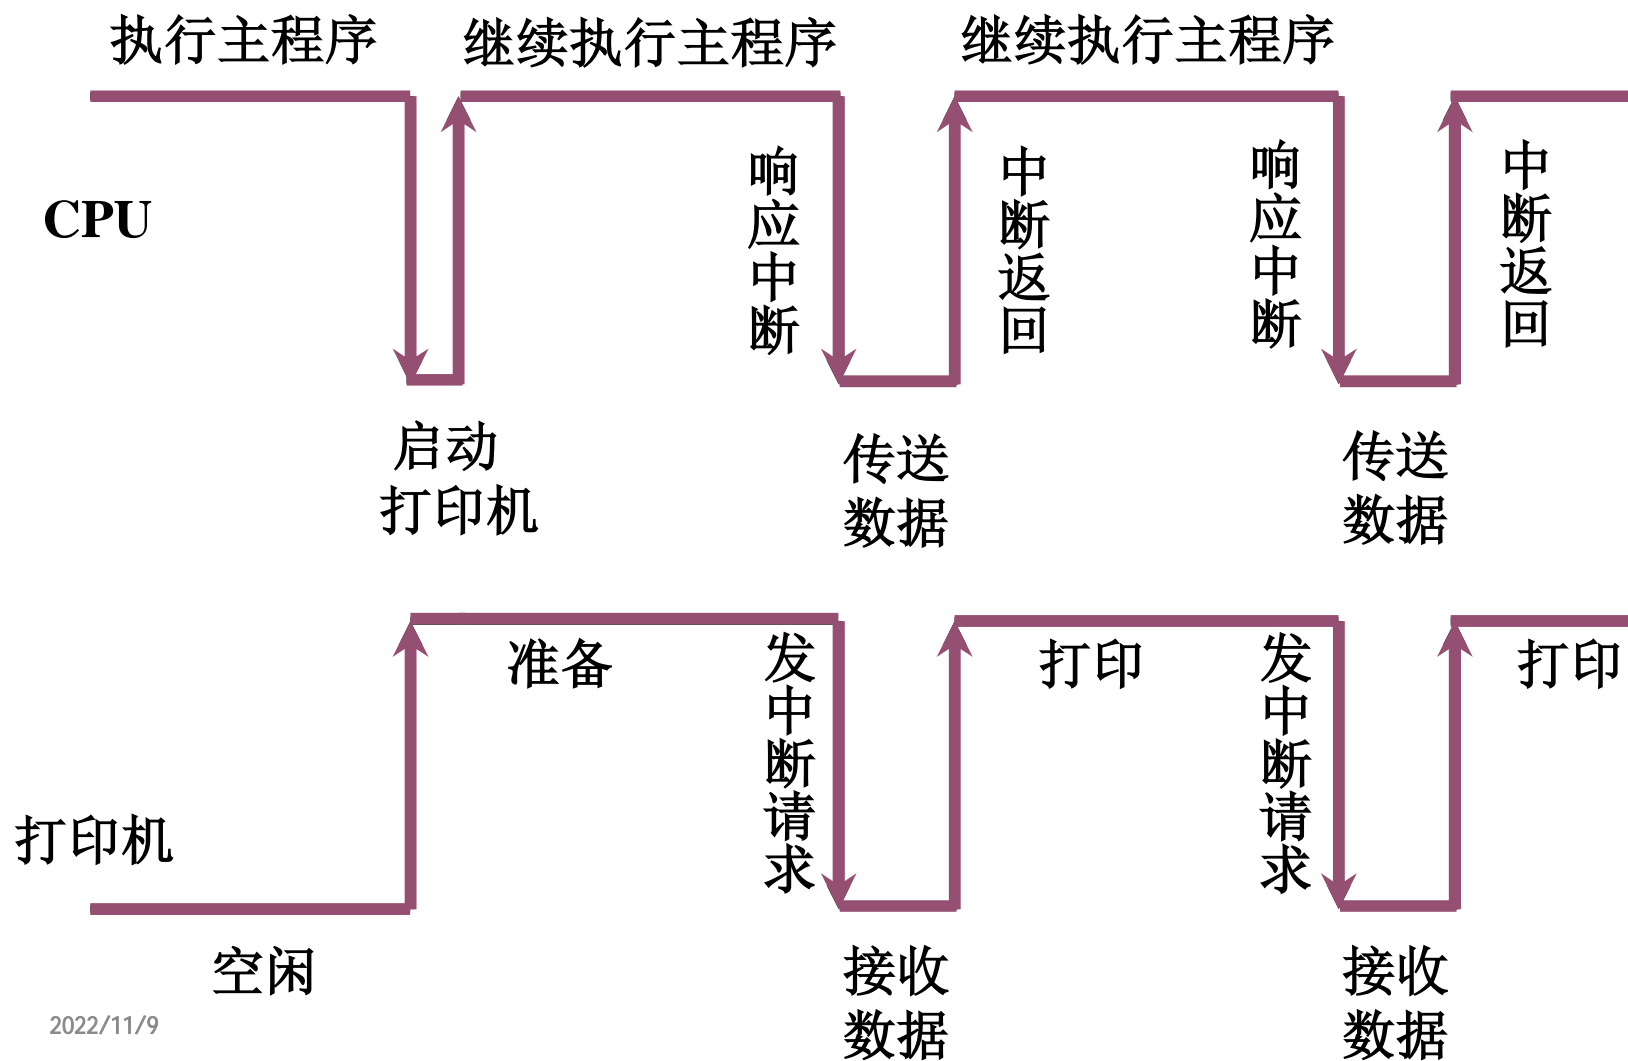 执行主程序
继续执行主程序
继续执行主程序
CPU
响应中断
中断返回
响应中断
中断返回
启动
打印机
传送
数据
传送
数据
准备
发中断请求
打印
发中断请求
打印
打印机
空闲
接收
数据
接收
数据
2022/11/9